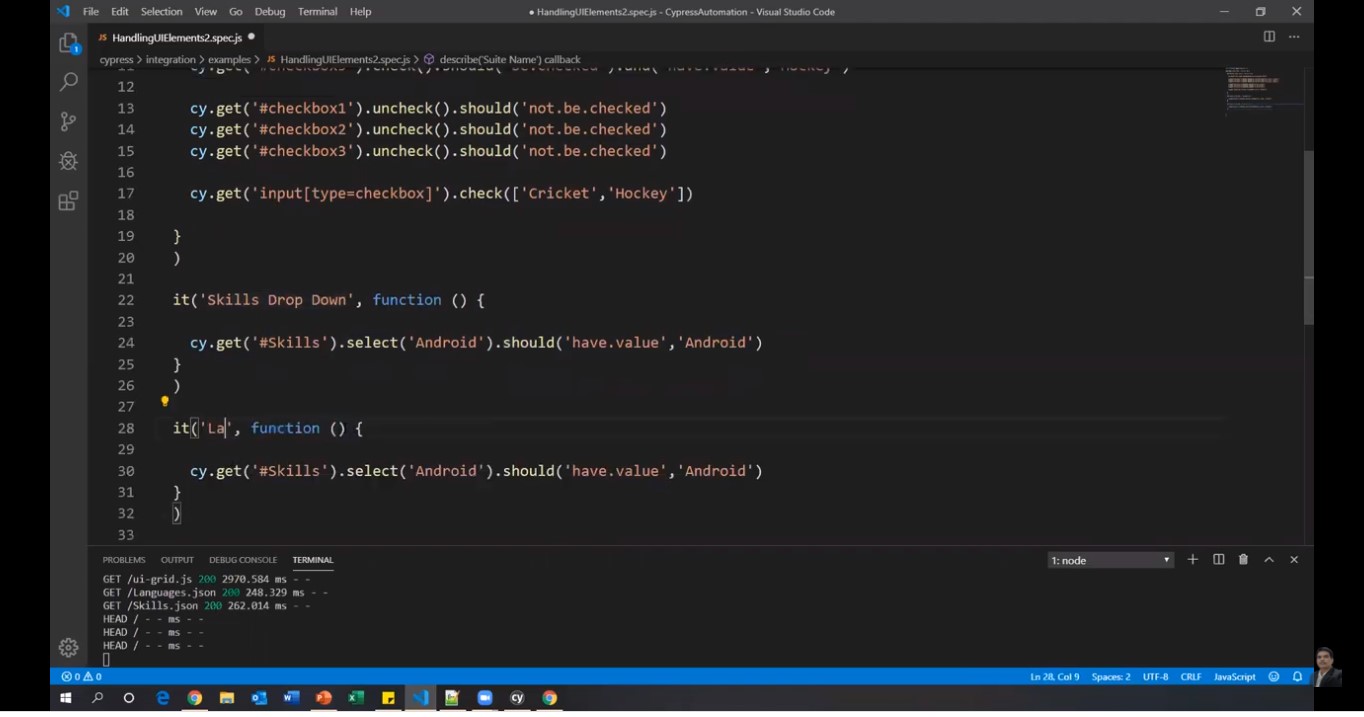 File Edit Selection View Go Debug Terminal Help
● HandlingUIElements2.spec.js - CypressAutomation - Visual Studio Code
JS HandlingUIElements2.spec.js ●
cypress > integration > examples > JS HandlingUIElements2.spec.js > describe('Suite Name') callback
12
13 cy.get('#checkbox1').uncheck().should('not.be.checked')
14 cy.get('#checkbox2').uncheck().should('not.be.checked')
15 cy.get('#checkbox3').uncheck().should('not.be.checked')
16
17 cy.get('input[type=checkbox]').check(['Cricket','Hockey'])
18
19 }
20 )
21
22 it('Skills Drop Down', function () {
23
24 cy.get('#Skills').select('Android').should('have.value','Android')
25 }
26 )
27
28 it('La', function () {
29
30 cy.get('#Skills').select('Android').should('have.value','Android')
31 }
32 )
33
PROBLEMS OUTPUT DEBUG CONSOLE TERMINAL
1: node
GET /ui-grid.js 200 2970.584 ms - -
GET /Languages.json 200 248.329 ms - -
GET /Skills.json 200 262.014 ms - -
HEAD / - - ms - -
HEAD / - - ms - -
HEAD / - - ms - -
0 0
Ln 28, Col 9 Spaces: 2 UTF-8 CRLF JavaScript